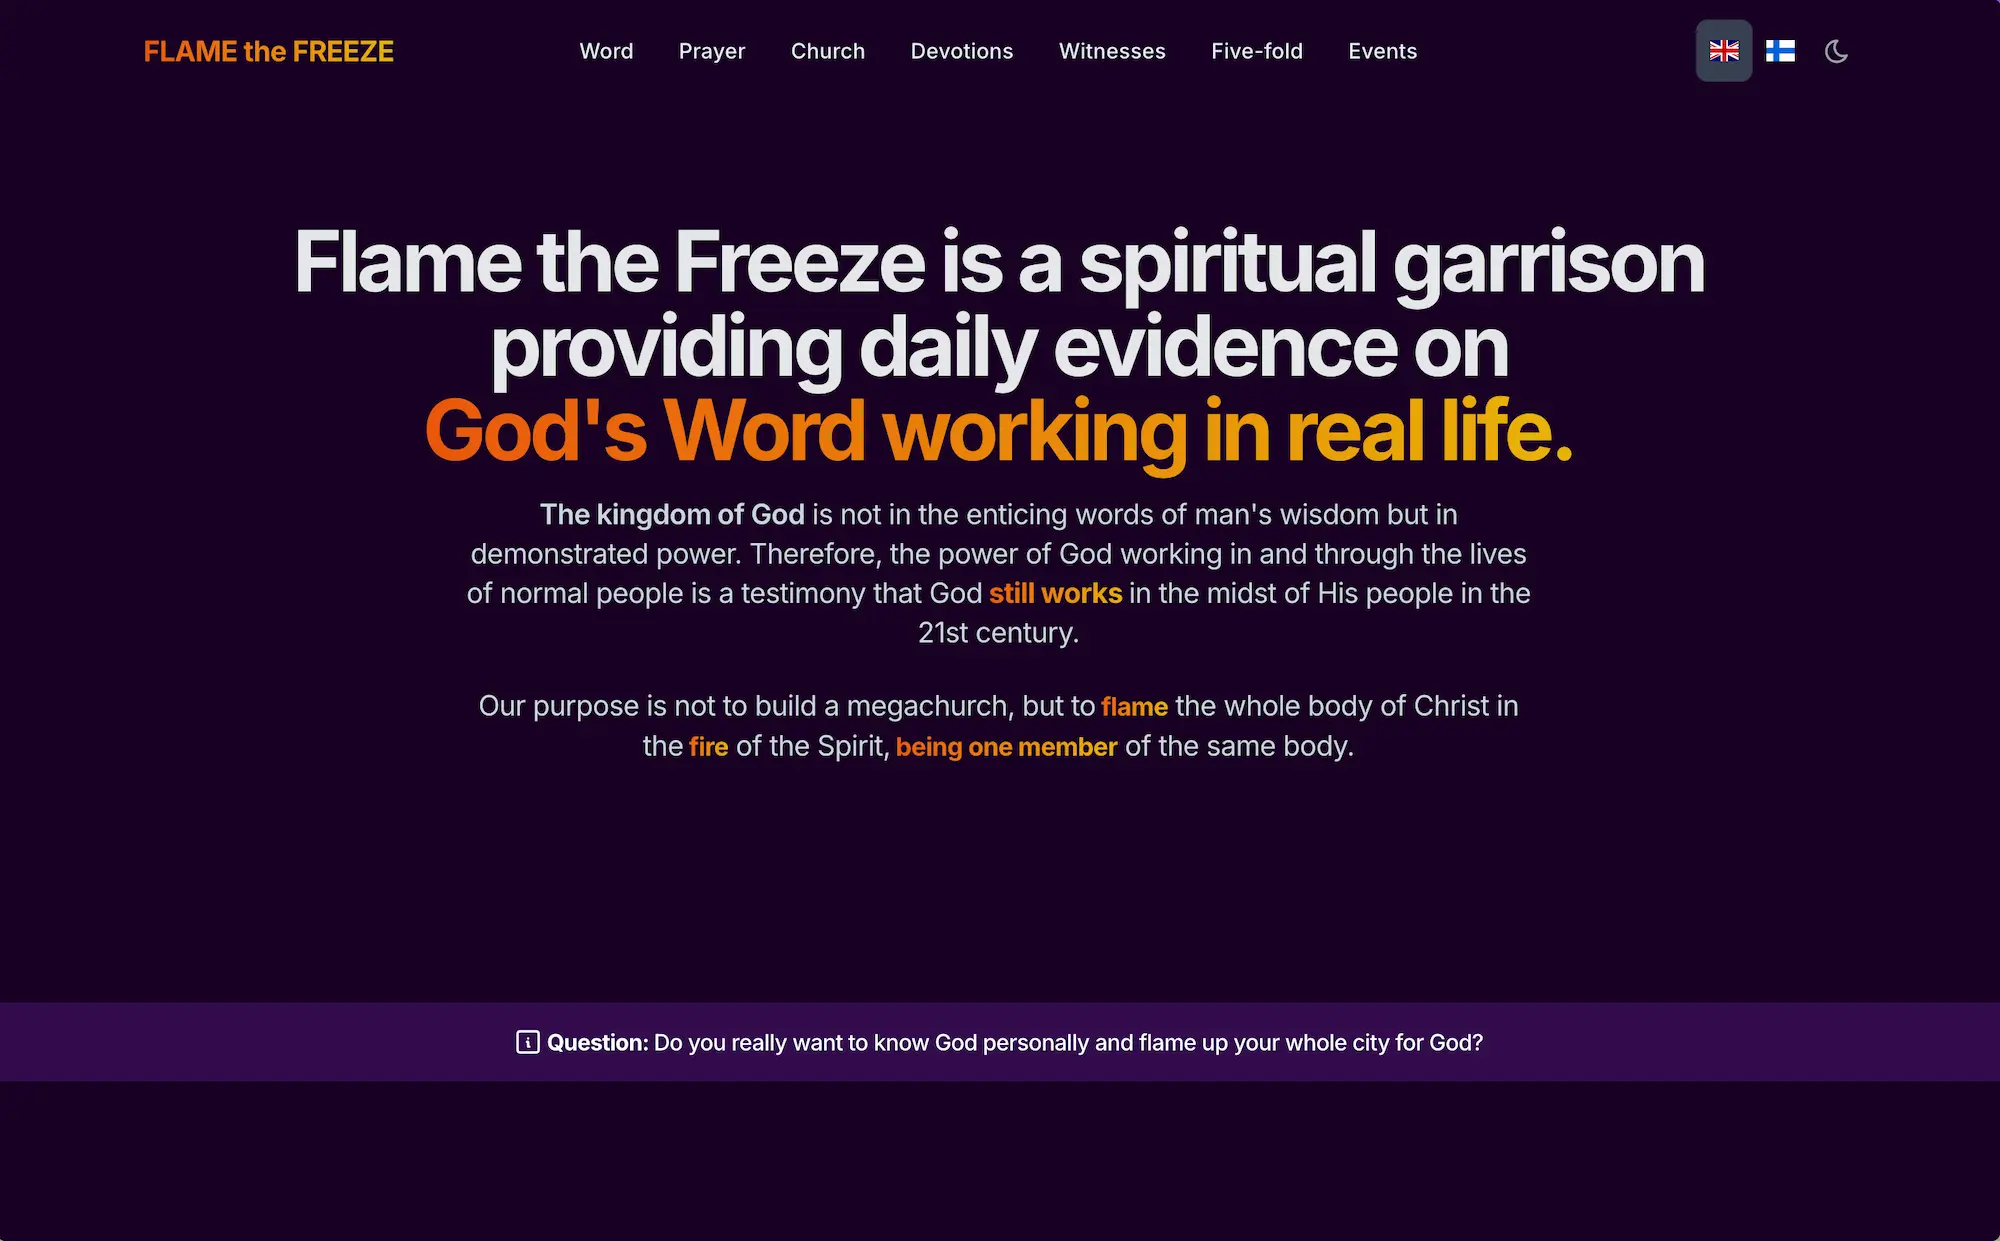 FLAME the FREEZE
Word
Prayer
Church
Devotions
Witnesses
Five-fold
Events
Flame the Freeze is a spiritual garrison
providing daily evidence on
God's Word working in real life.
The kingdom of God is not in the enticing words of man's wisdom but in
demonstrated power. Therefore, the power of God working in and through the lives
of normal people is a testimony that God still works in the midst of His people in the
21st century.
Our purpose is not to build a megachurch, but to flame the whole body of Christ in
the fire of the Spirit, being one member of the same body.
Question: Do you really want to know God personally and flame up your whole city for God?